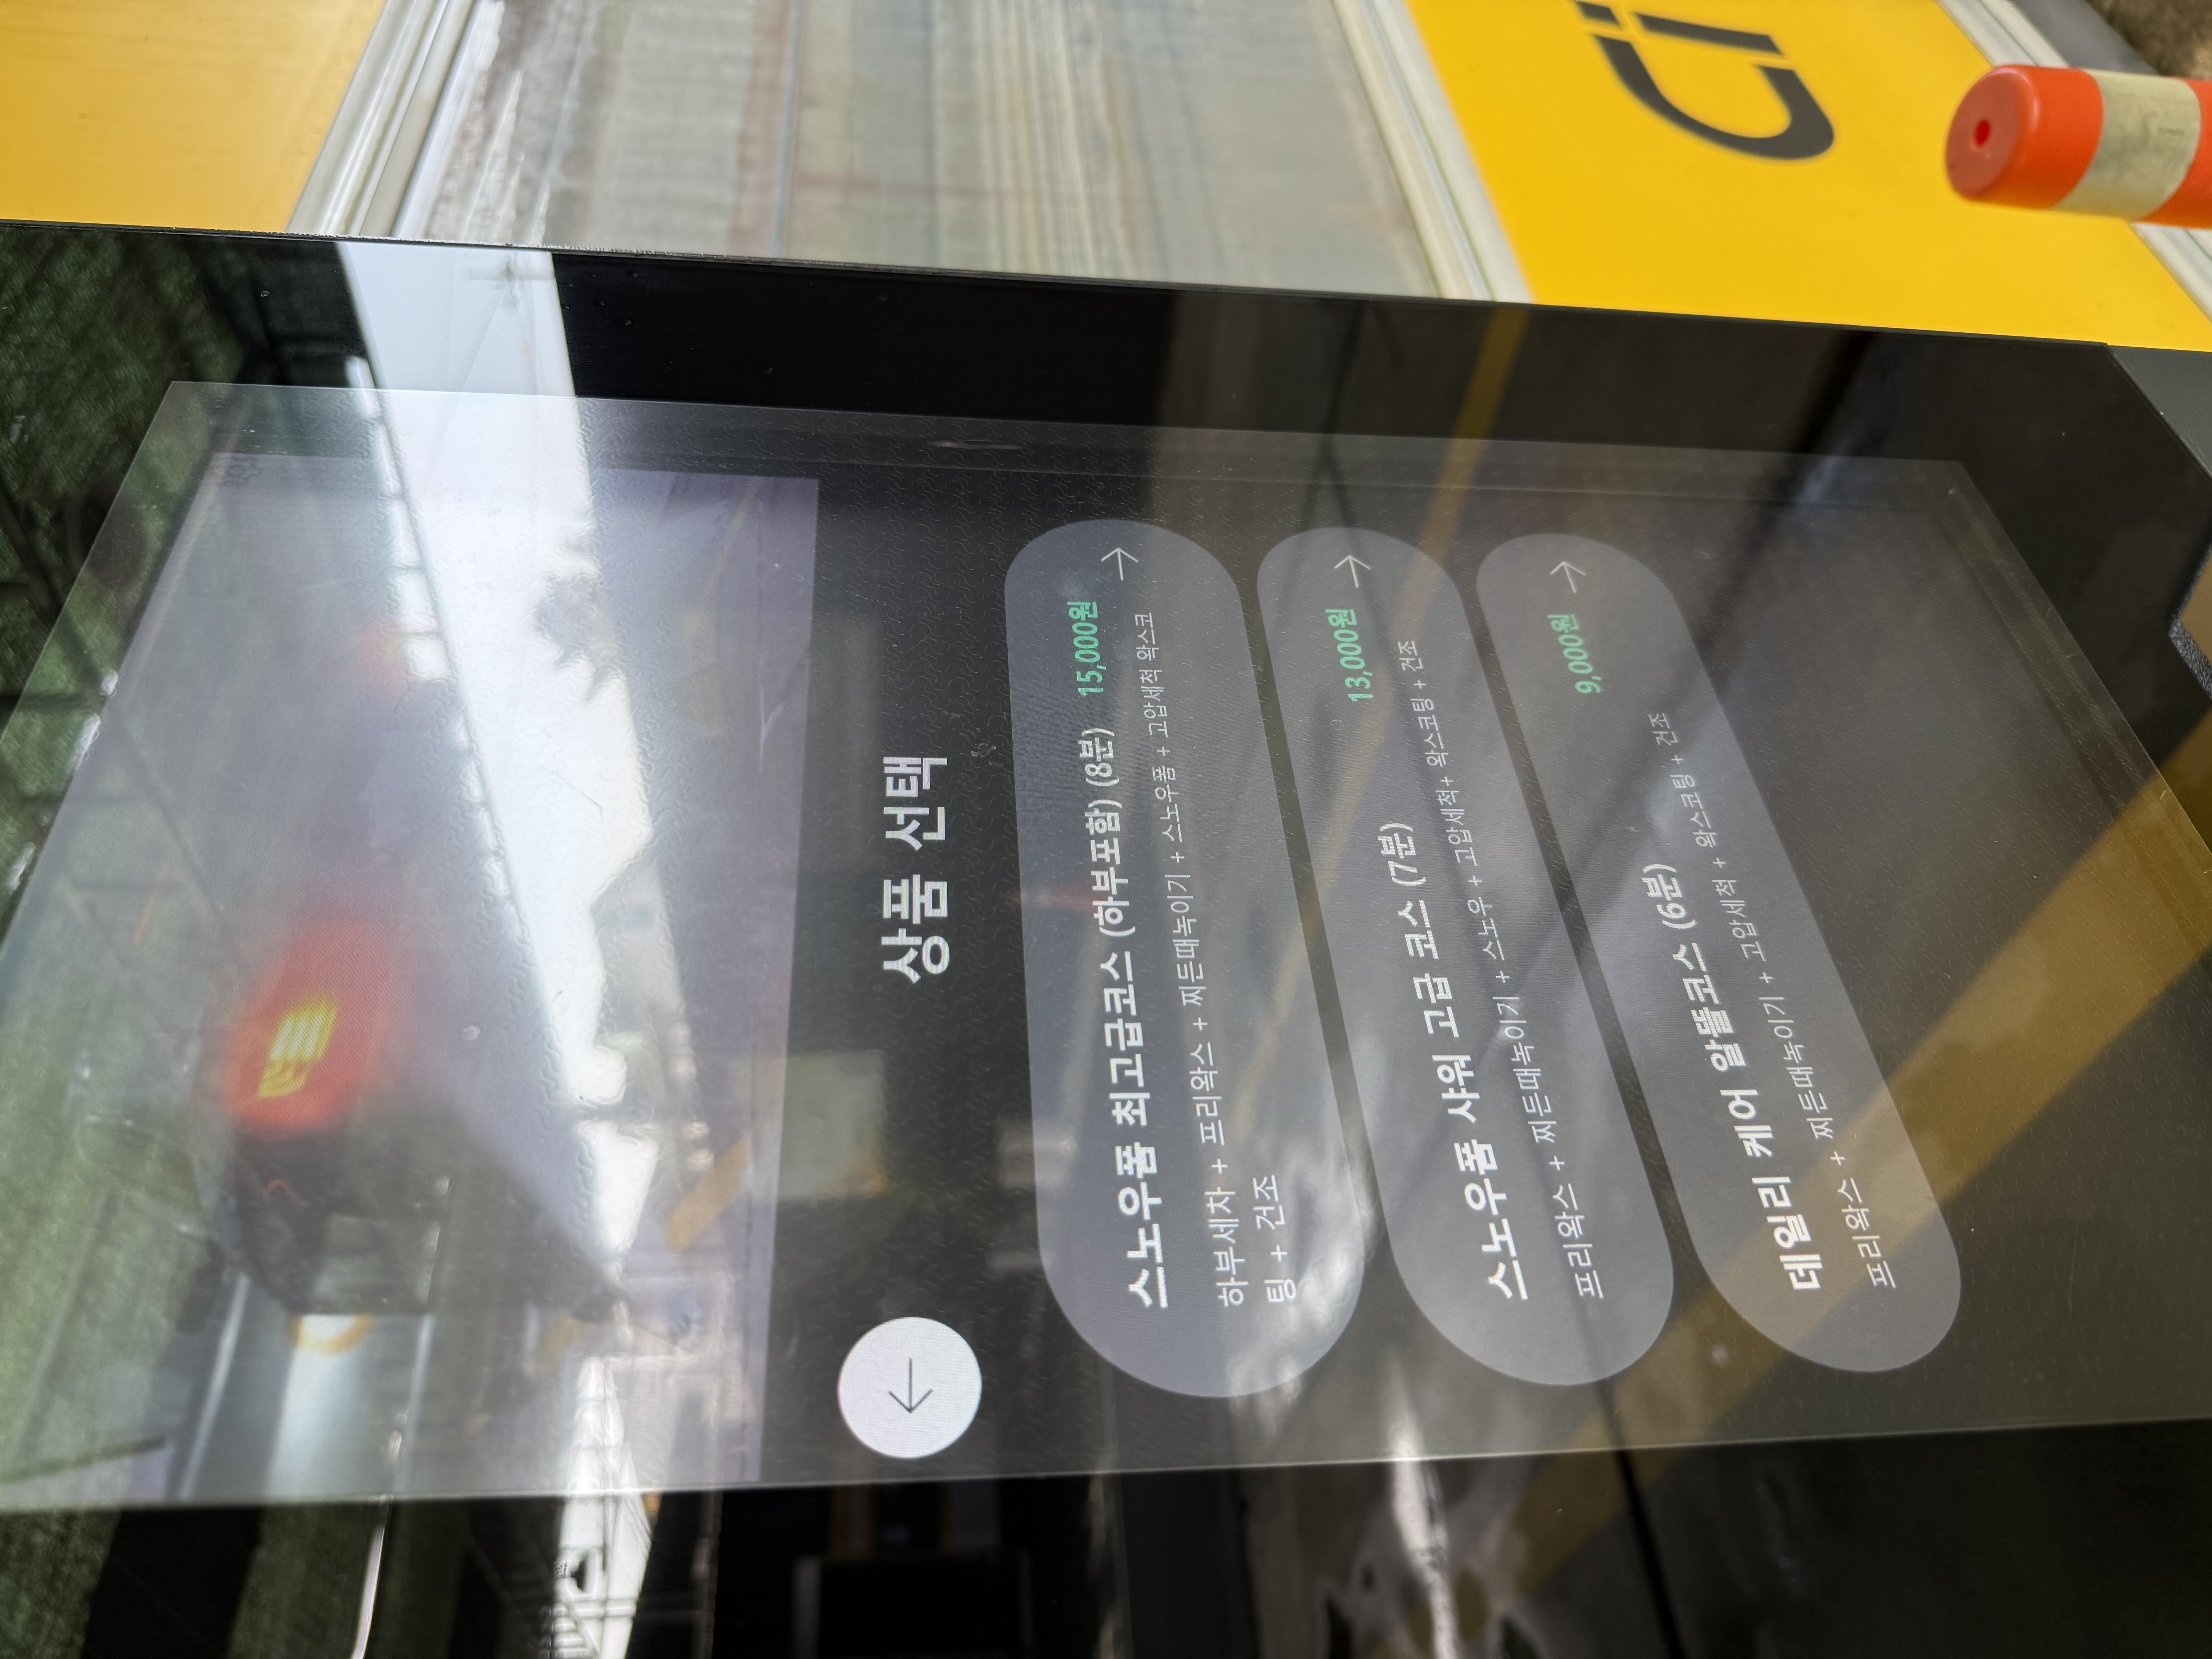 상품 선택
스노우폼 최고급코스 (하부포함) (8분) 15,000원
하부세차 + 프리왁스 + 찌든때녹이기 + 스노우폼 + 고압세척 왁스코
팅 + 건조
스노우폼 샤워 고급 코스 (7분) 13,000원
프리왁스 + 찌든때녹이기 + 스노우 + 고압세척+ 왁스코팅 + 건조
데일리 케어 알뜰코스 (6분) 9,000원
프리왁스 + 찌든때녹이기 + 고압세척 + 왁스코팅 + 건조